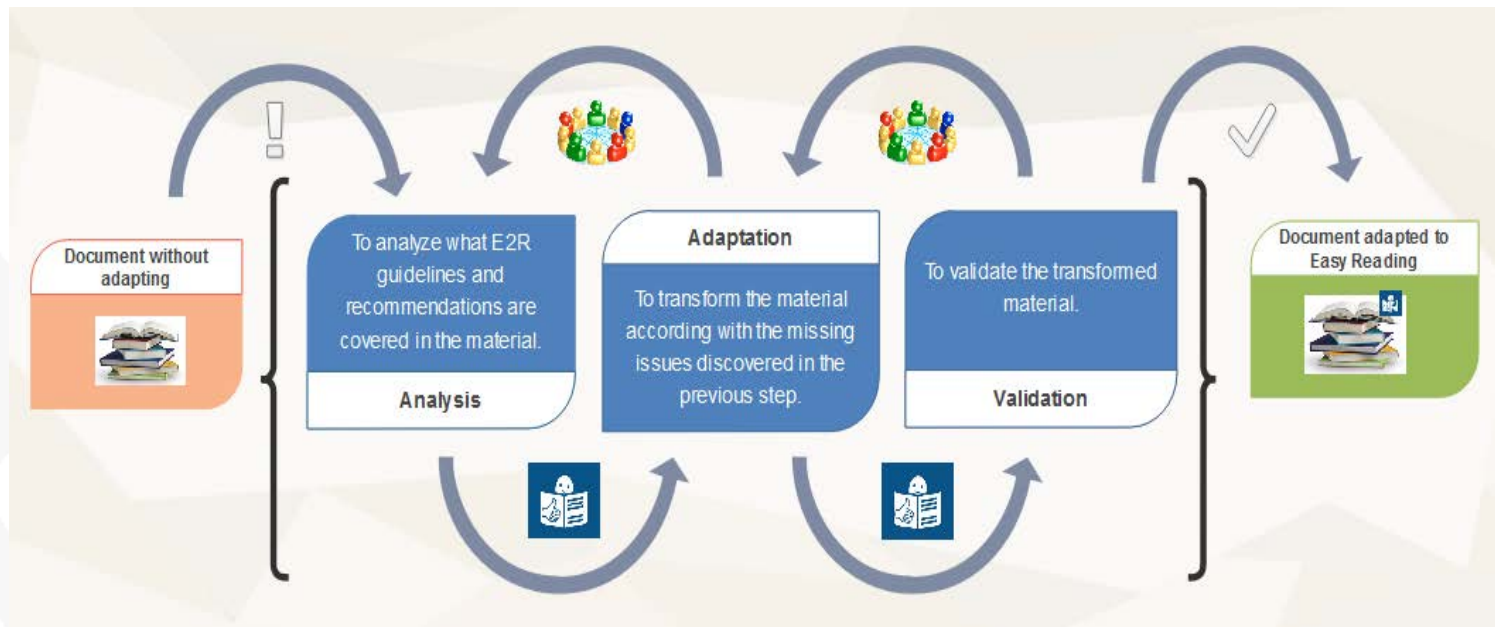 Document without
adapting
To analyze what E2R
guidelines and
recommendations are
covered in the material.
Analysis
Adaptation
To transform the material
according with the missing
issues discovered in the
previous step.
To validate the transformed
material.
Validation
Document adapted to
Easy Reading